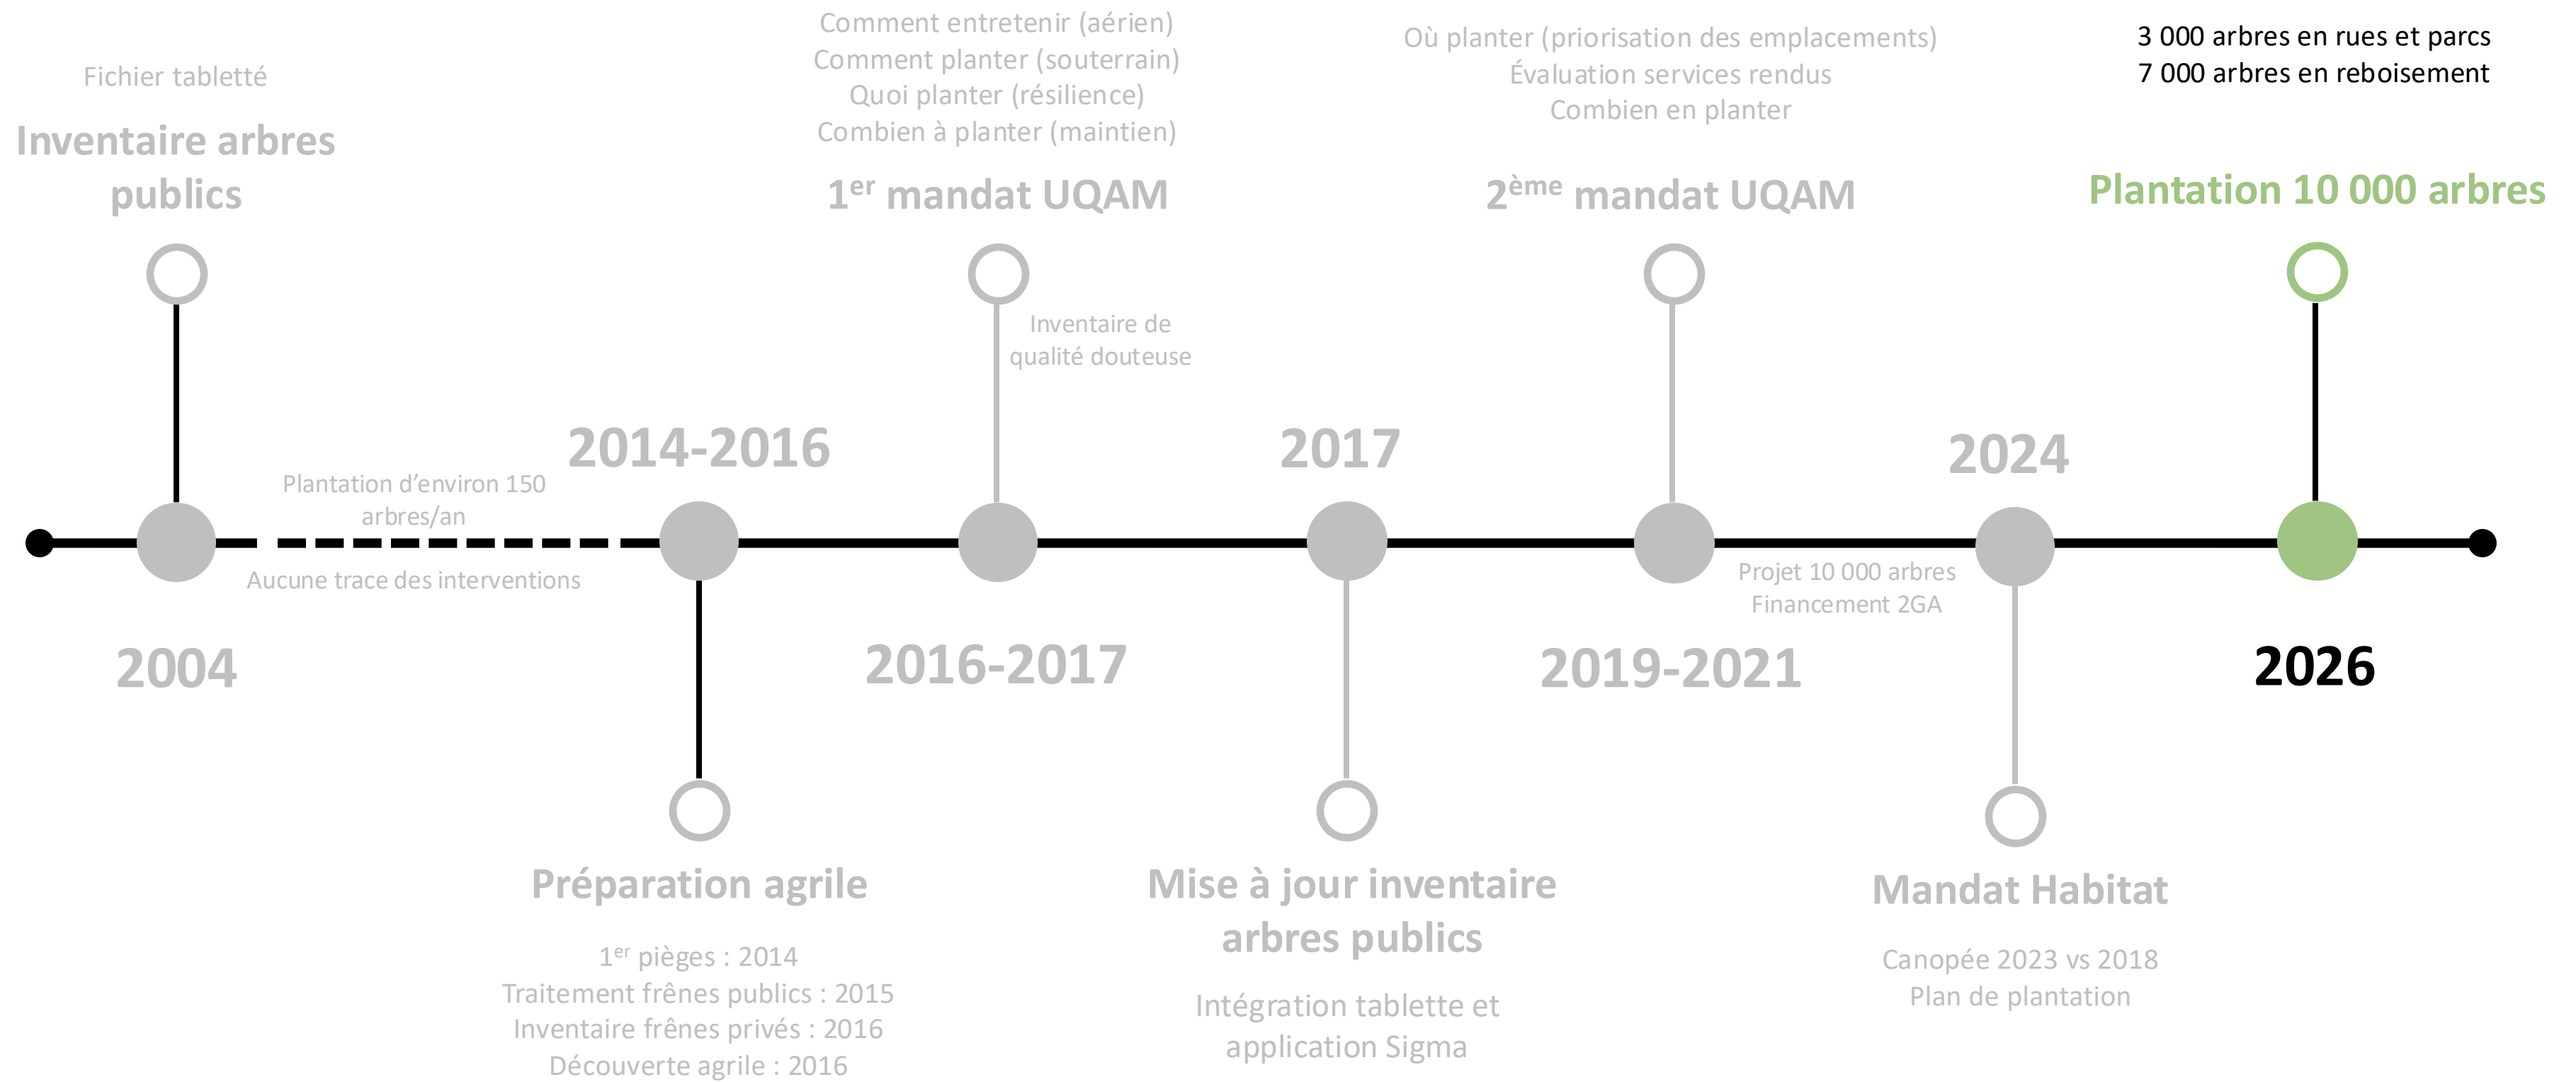 Fichier tabletté
Inventaire arbres
publics
2004
Plantation d'environ 150
arbres/an
Aucune trace des interventions
2014-2016
Préparation agrile
1er pièges : 2014
Traitement frênes publics : 2015
Inventaire frênes privés : 2016
Découverte agrile : 2016
Comment entretenir (aérien)
Comment planter (souterrain)
Quoi planter (résilience)
Combien à planter (maintien)
1er mandat UQAM
Inventaire de
qualité douteuse
2016-2017
2017
Mise à jour inventaire
arbres publics
Intégration tablette et
application Sigma
Où planter (priorisation des emplacements)
Évaluation services rendus
Combien en planter
2ème mandat UQAM
2019-2021
Projet 10 000 arbres
Financement 2GA
2024
Mandat Habitat
Canopée 2023 vs 2018
Plan de plantation
3 000 arbres en rues et parcs
7 000 arbres en reboisement
Plantation 10 000 arbres
2026